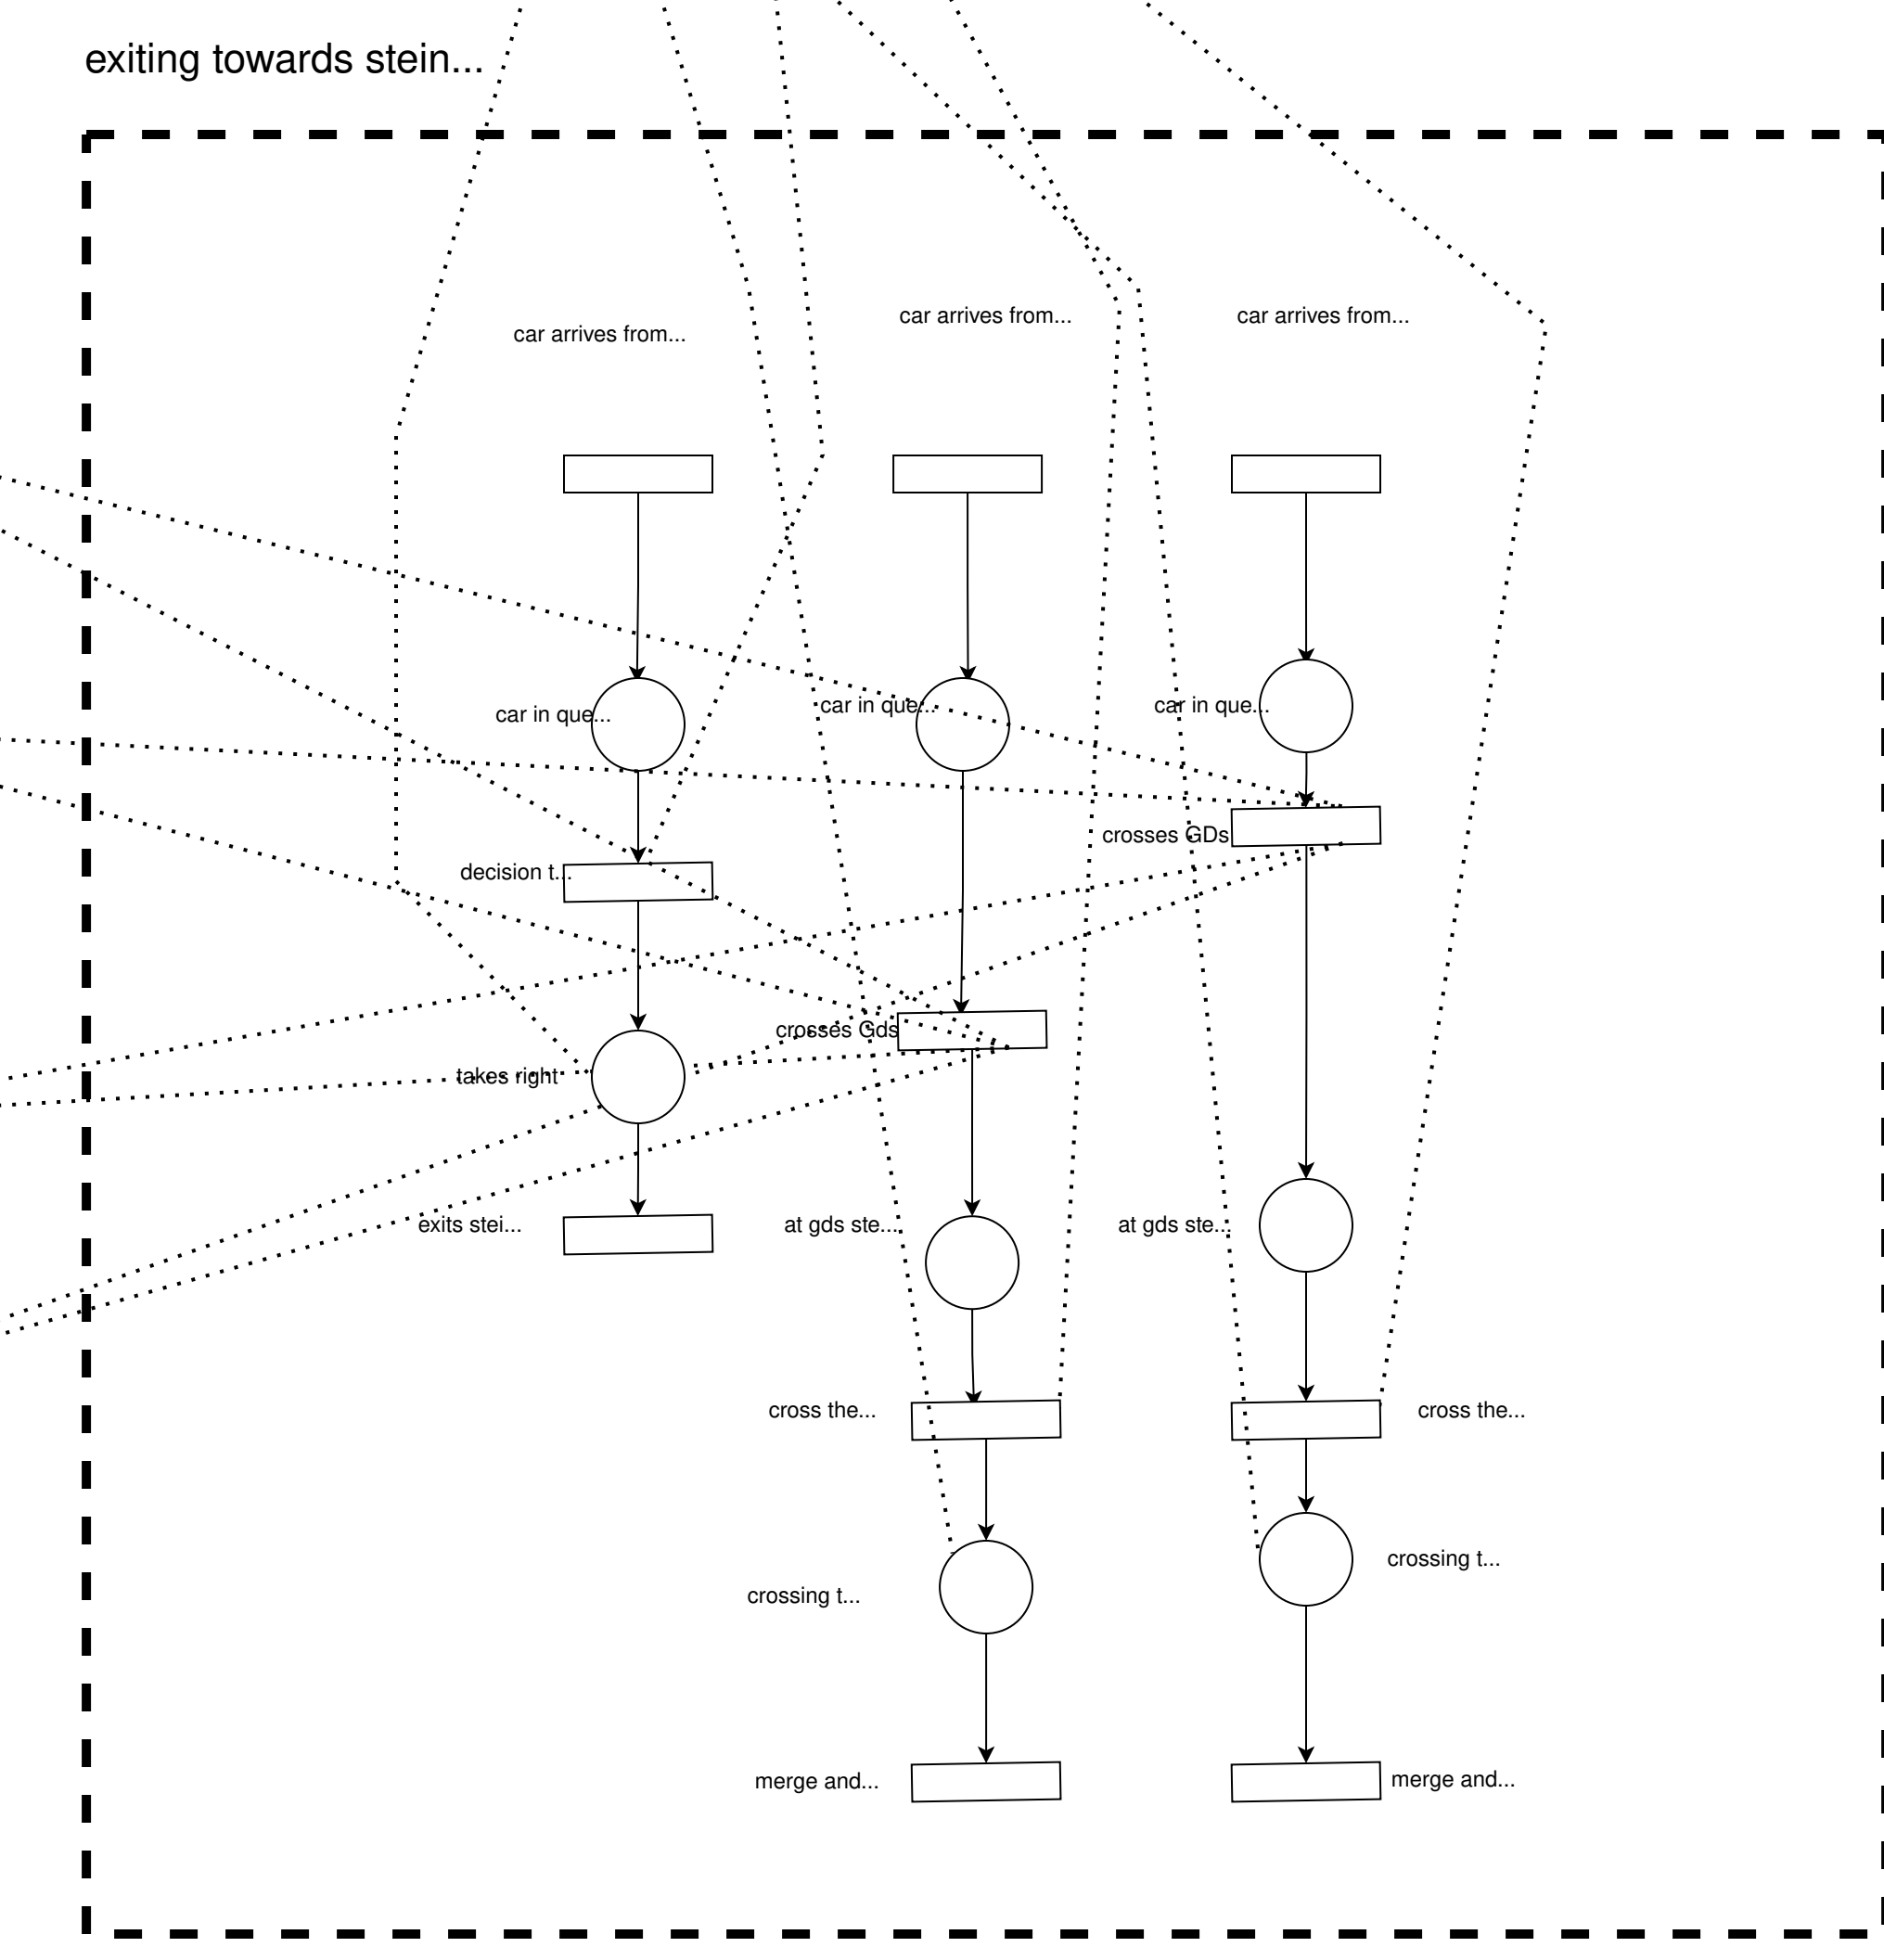 exiting towards stein...
car arrives from...
car arrives from...
car arrives from...
car in que...
car in que...
car in que...
crosses GDs
decision t...
crosses Gds
takes right
exits stei...
at gds ste...
at gds ste...
cross the...
cross the...
crossing t...
crossing t...
merge and...
merge and...